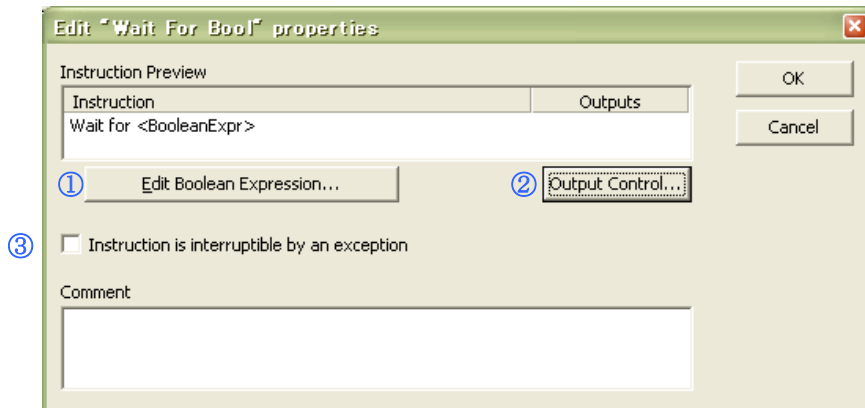 Edit "Wait For Bool" properties
Instruction Preview
Instruction Outputs
Wait for <BooleanExpr>
OK
Cancel
① Edit Boolean Expression... ② Output Control...
③ Instruction is interruptible by an exception
Comment